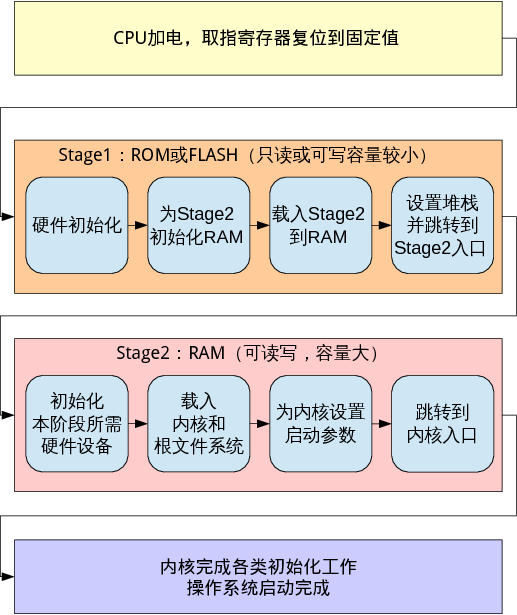 CPU加电，取指寄存器复位到固定值
Stage1：ROM或FLASH（只读或可写容量较小）
硬件初始化
为Stage2
初始化RAM
载入Stage2
到RAM
设置堆栈
并跳转到
Stage2入口
Stage2：RAM（可读写，容量大）
初始化
本阶段所需
硬件设备
载入
内核和
根文件系统
为内核设置
启动参数
跳转到
内核入口
内核完成各类初始化工作
操作系统启动完成